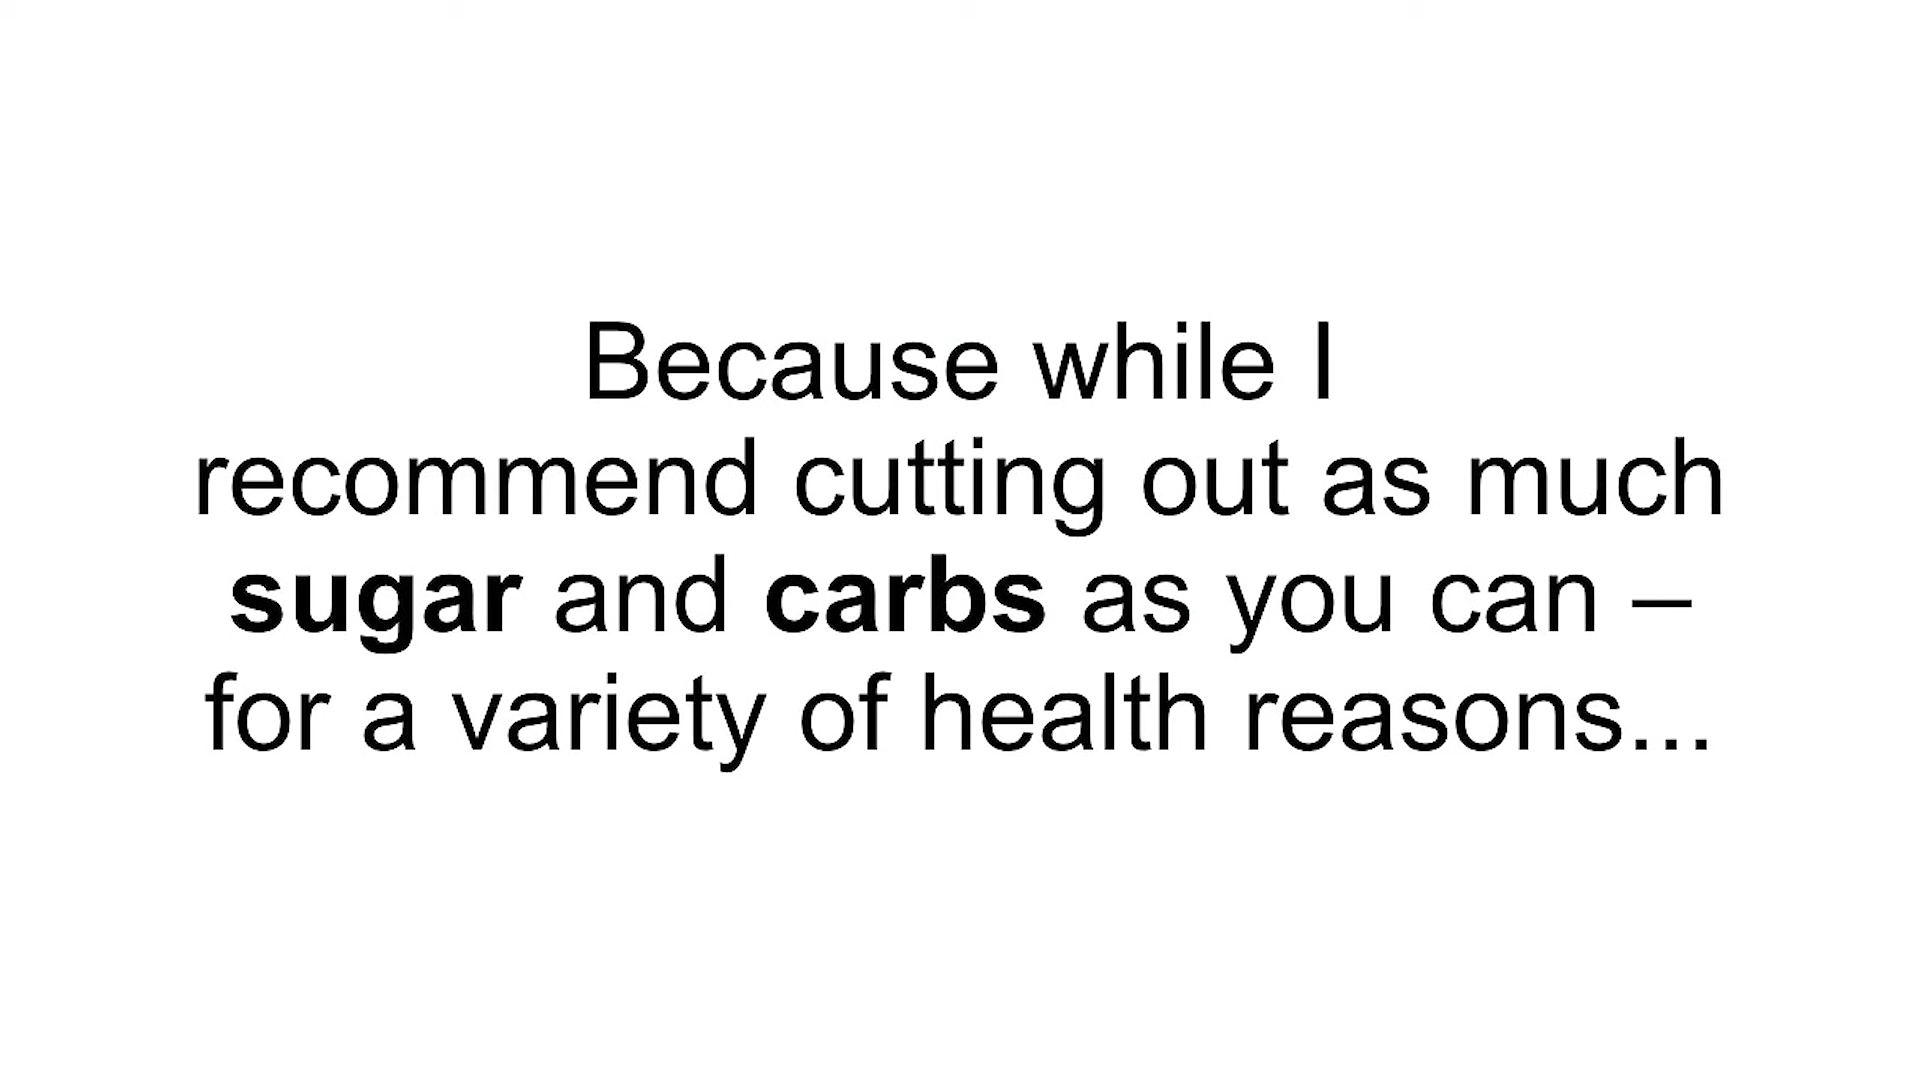 Because while I
recommend cutting out as much
sugar and carbs as you can –
for a variety of health reasons...